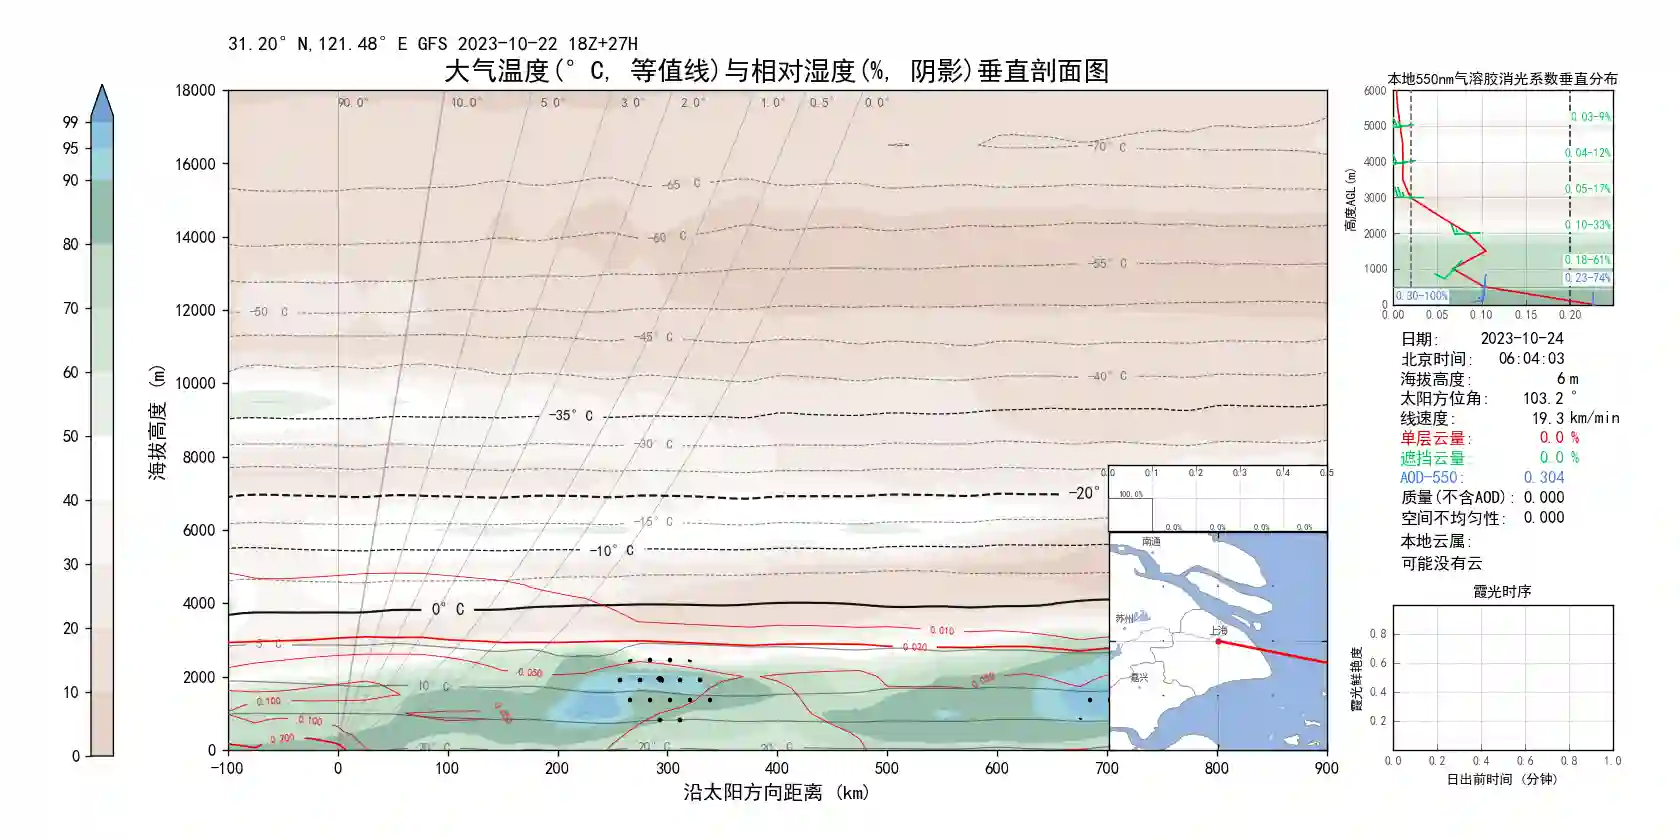 31.20° N,121.48° E GFS 2023-10-22 18Z+27H
大气温度(° C, 等值线)与相对湿度(%, 阴影)垂直剖面图
99
95
90
80
70
60
50
40
30
20
10
0
海拔高度 (m)
18000
16000
14000
12000
10000
8000
6000
4000
2000
0
90.0° 10.0° 5.0° 3.0° 2.0° 1.0° 0.5° 0.0°
-70° C
-65 C
-60 C
-55° C
-50 C
-45° C
-40° C
-35° C
-30 C
-20°
-15° C
-10° C
0° C
5° C
10° C
20° C
20° C
0.010
0.020
0.050
0.050
0.050
0.100
0.100
0.200
-100 0 100 200 300 400 500 600 700 800 900
沿太阳方向距离 (km)
0.0 0.1 0.2 0.3 0.4 0.5
100.0%
0.0% 0.0% 0.0% 0.0%
南通
苏州
上海
嘉兴
本地550nm气溶胶消光系数垂直分布
高度AGL(m)
6000
5000
4000
3000
2000
1000
0
0.03-9%
0.04-12%
0.05-17%
0.10-33%
0.18-61%
0.23-74%
0.30-100%
0.00 0.05 0.10 0.15 0.20
日期: 2023-10-24
北京时间: 06:04:03
海拔高度: 6 m
太阳方位角: 103.2 °
线速度: 19.3 km/min
单层云量: 0.0 %
遮挡云量: 0.0 %
AOD-550: 0.304
质量(不含AOD): 0.000
空间不均匀性: 0.000
本地云属:
可能没有云
霞光时序
霞光鲜艳度
0.8
0.6
0.4
0.2
0.0 0.2 0.4 0.6 0.8 1.0
日出前时间 (分钟)